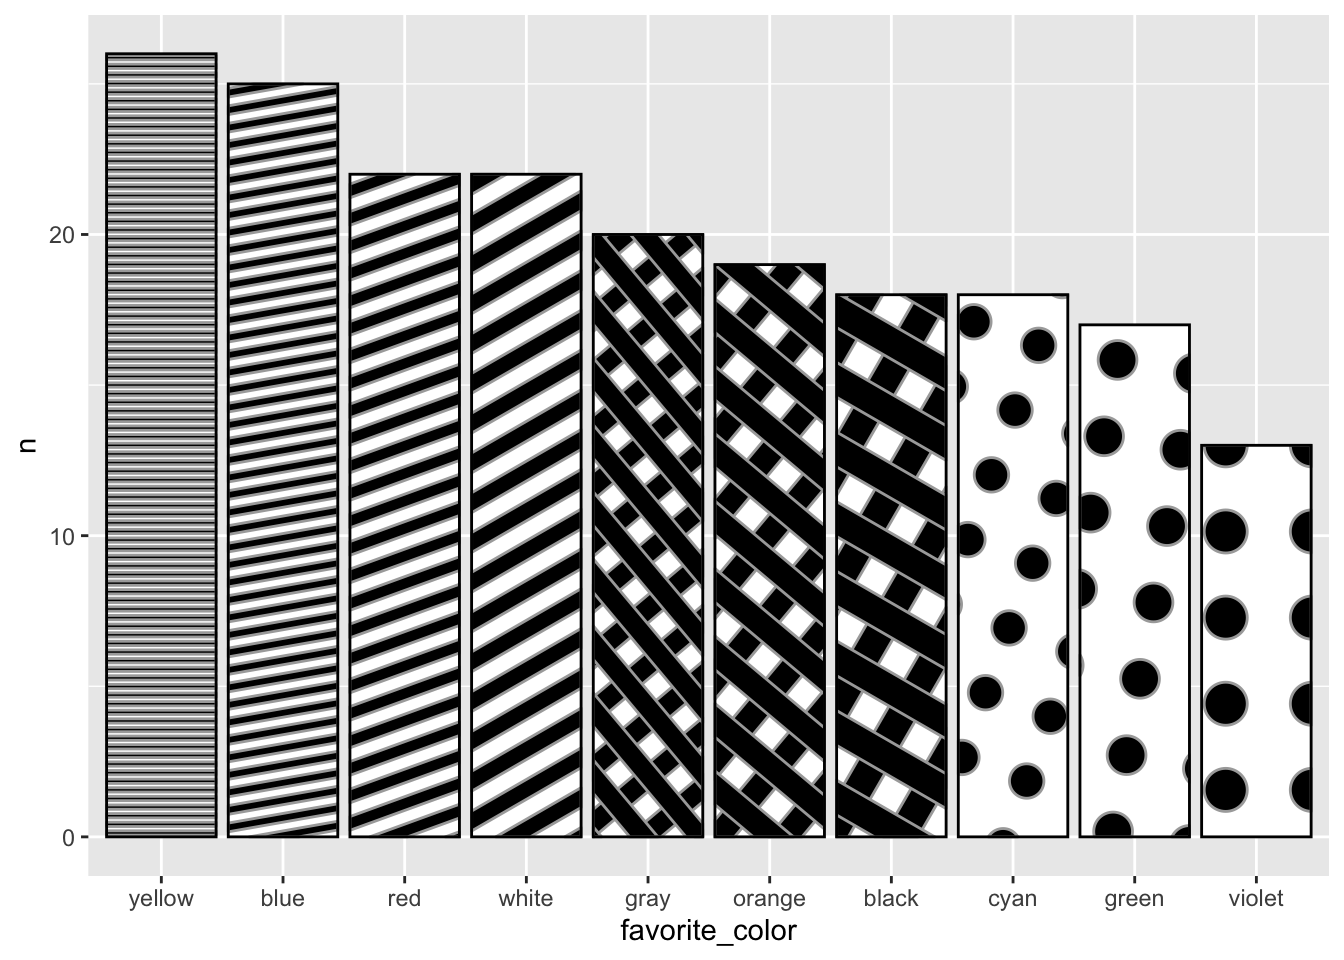 20
10
0
n
yellow blue red white gray orange black cyan green violet
favorite_color